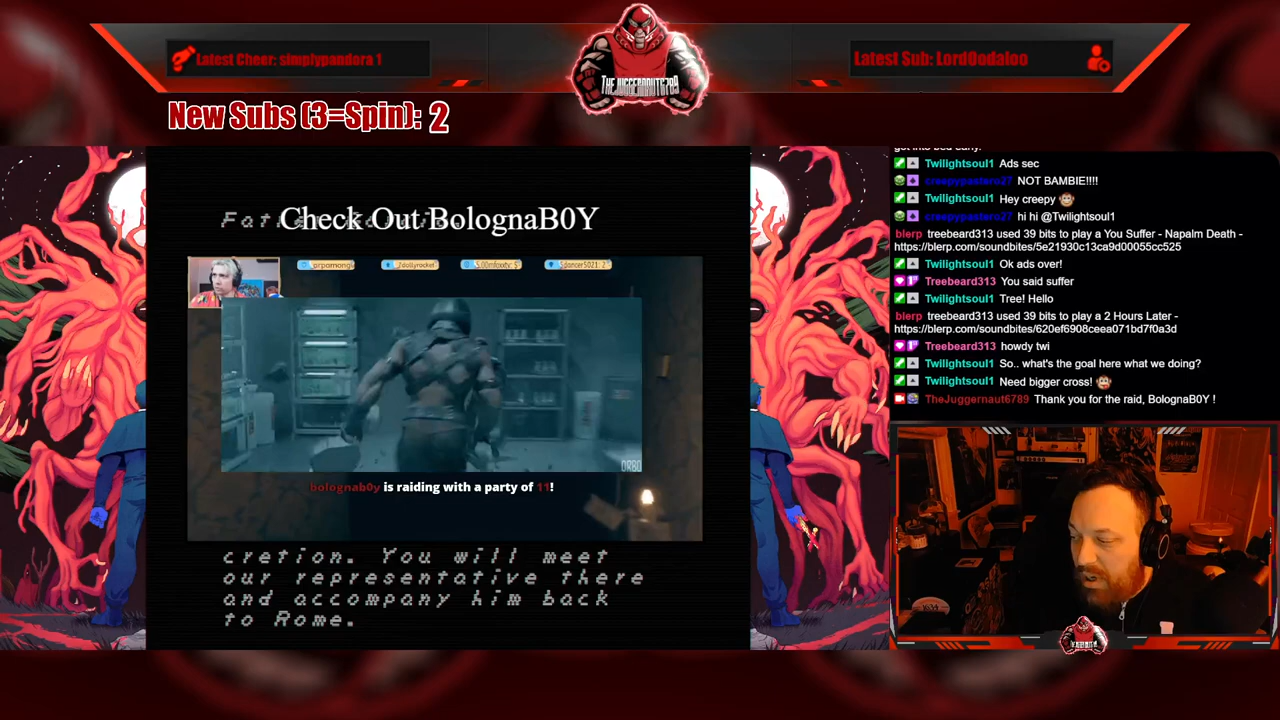 Latest Cheer: simplypandora 1
THEJUGGERNAUT6789
Latest Sub: LordOodaloo
New Subs (3=Spin): 2
Check Out BolognaB0Y
bolognab0y is raiding with a party of 11!
cretion. You will meet
our representative there
and accompany him back
to Rome.
Twilightsoul1 Ads sec
creepypastero27 NOT BAMBIE!!!!
Twilightsoul1 Hey creepy
creepypastero27 hi hi @Twilightsoul1
blerp treebeard313 used 39 bits to play a You Suffer - Napalm Death -
https://blerp.com/soundbites/5e21930c13ca9d00055cc525
Twilightsoul1 Ok ads over!
Treebeard313 You said suffer
Twilightsoul1 Tree! Hello
blerp treebeard313 used 39 bits to play a 2 Hours Later -
https://blerp.com/soundbites/620ef6908ceea071bd7f0a3d
Treebeard313 howdy twi
Twilightsoul1 So.. what's the goal here what we doing?
Twilightsoul1 Need bigger cross!
TheJuggernaut6789 Thank you for the raid, BolognaB0Y !